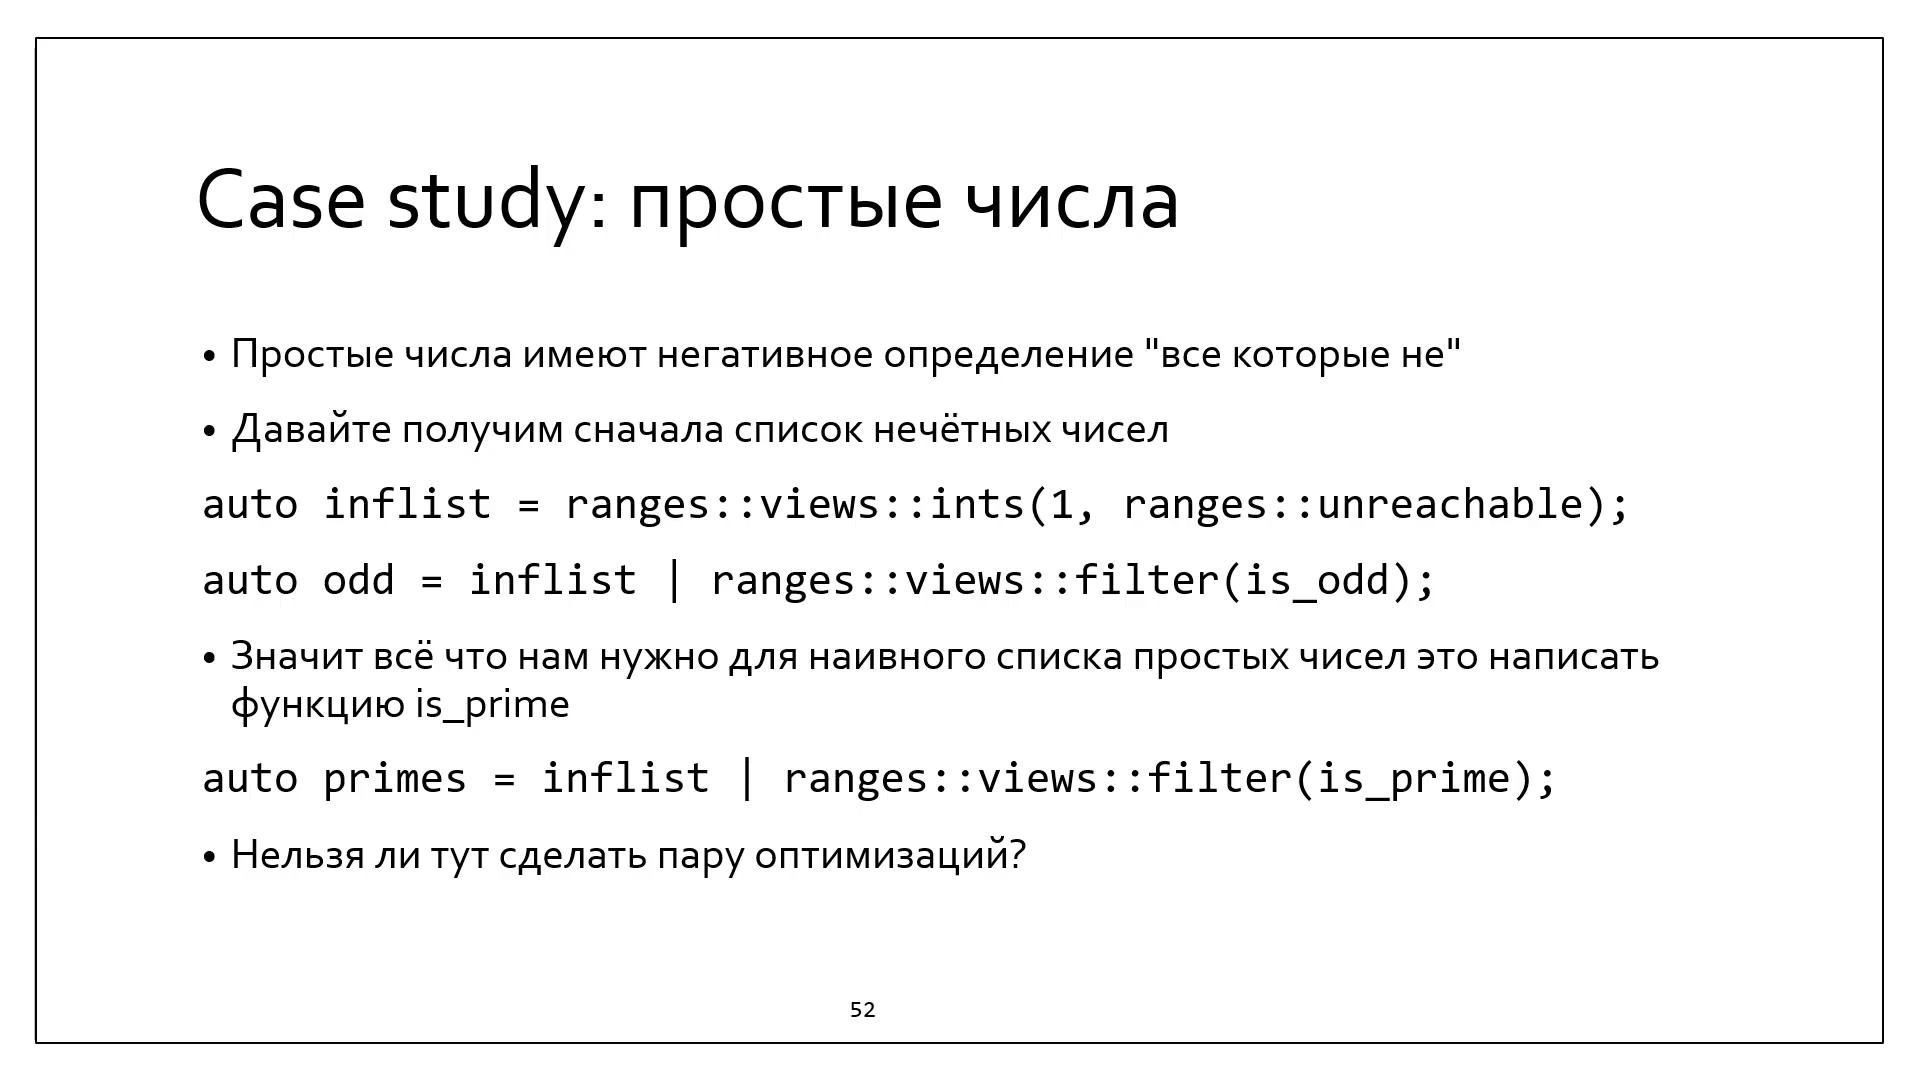 Case study: простые числа
• Простые числа имеют негативное определение "все которые не"
• Давайте получим сначала список нечётных чисел
auto inflist = ranges::views::ints(1, ranges::unreachable);
auto odd = inflist | ranges::views::filter(is_odd);
• Значит всё что нам нужно для наивного списка простых чисел это написать
функцию is_prime
auto primes = inflist | ranges::views::filter(is_prime);
• Нельзя ли тут сделать пару оптимизаций?
52